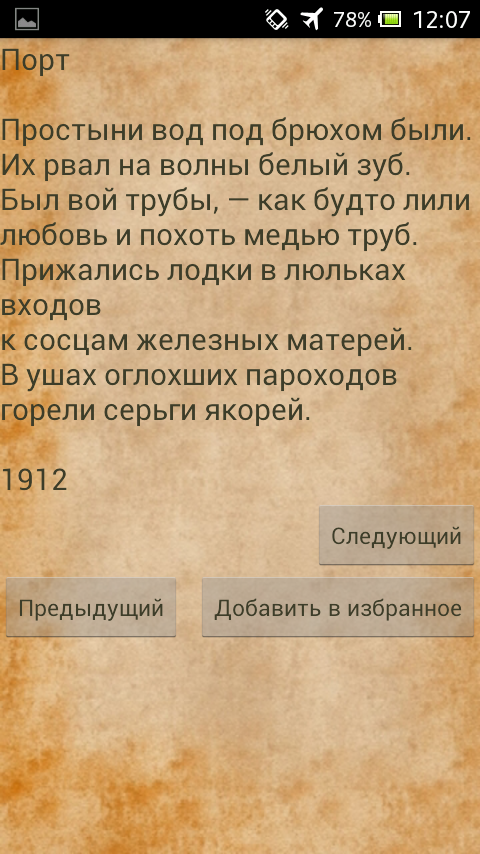 78% 12:07
Порт
Простыни вод под брюхом были.
Их рвал на волны белый зуб.
Был вой трубы, — как будто лили
любовь и похоть медью труб.
Прижались лодки в люльках
входов
к сосцам железных матерей.
В ушах оглохших пароходов
горели серьги якорей.
1912
Следующий
Предыдущий Добавить в избранное